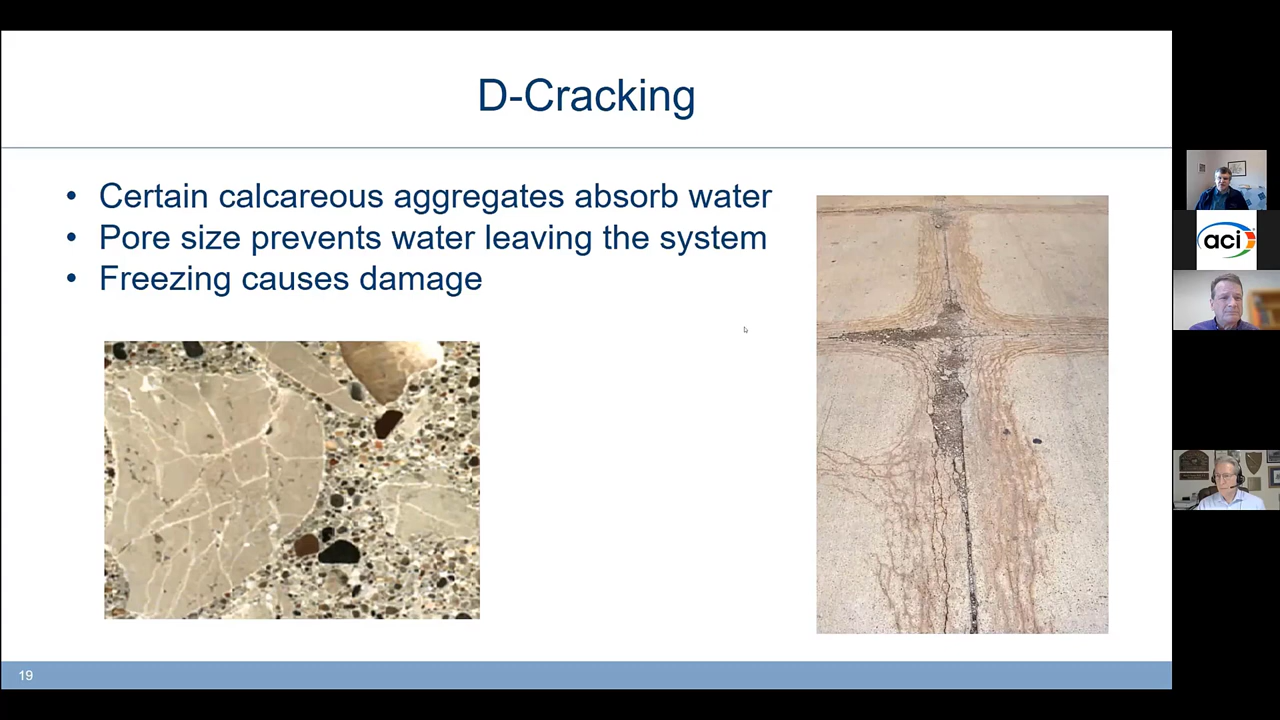 D-Cracking
• Certain calcareous aggregates absorb water
• Pore size prevents water leaving the system
• Freezing causes damage
aci
19